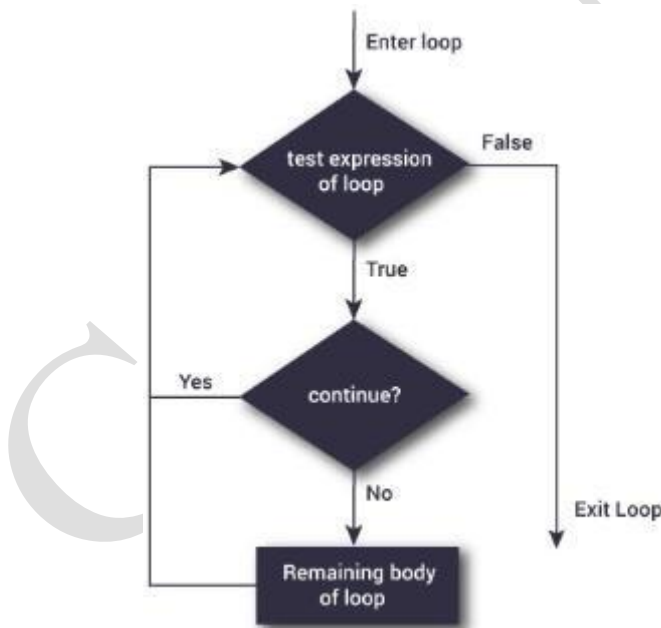 Enter loop
test expression
of loop
False
True
continue?
Yes
No
Remaining body
of loop
Exit Loop